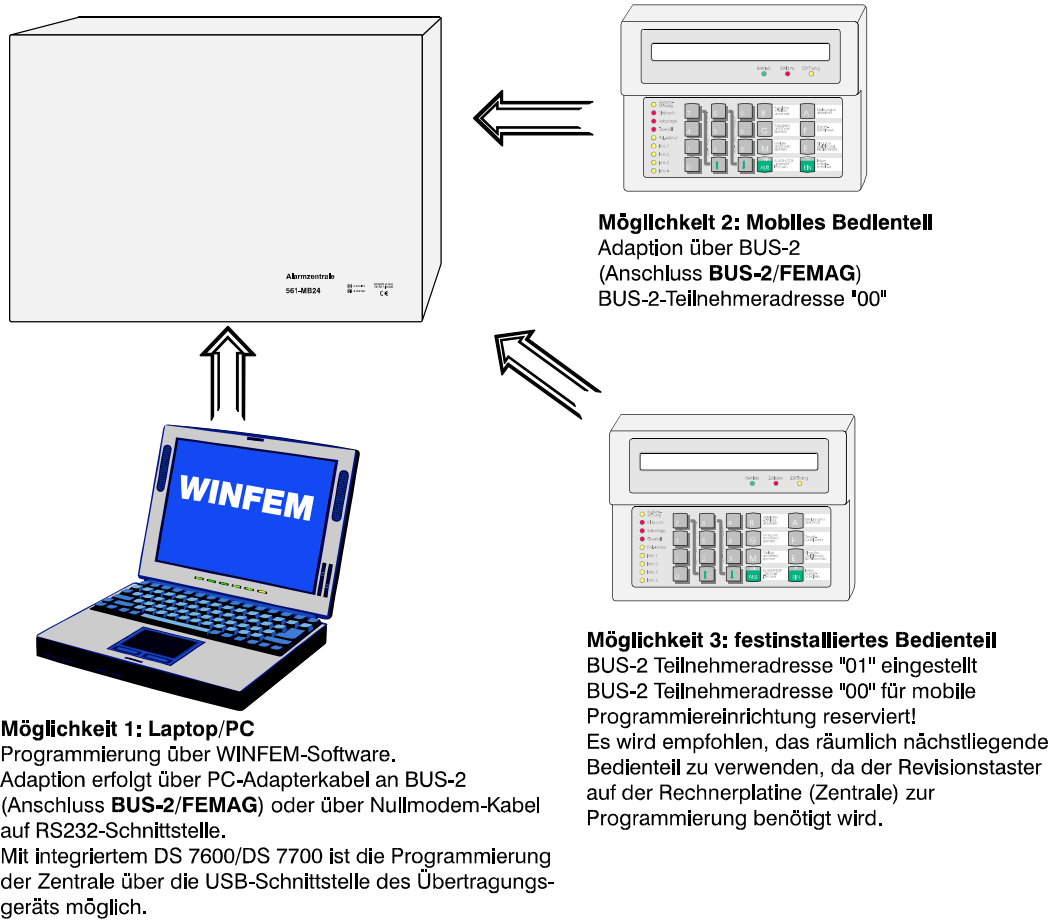 Alarmzentrale
561-MB24
Betrieb
Störung
Möglichkeit 2: Mobiles Bedienteil
Adaption über BUS-2
(Anschluss BUS-2/FEMAG)
BUS-2-Teilnehmeradresse "00"
WINFEM
Möglichkeit 1: Laptop/PC
Programmierung über WINFEM-Software.
Adaption erfolgt über PC-Adapterkabel an BUS-2
(Anschluss BUS-2/FEMAG) oder über Nullmodem-Kabel
auf RS232-Schnittstelle.
Mit integriertem DS 7600/DS 7700 ist die Programmierung
der Zentrale über die USB-Schnittstelle des Übertragungs-
geräts möglich.
Möglichkeit 3: festinstalliertes Bedienteil
BUS-2 Teilnehmeradresse "01" eingestellt
BUS-2 Teilnehmeradresse "00" für mobile
Programmiereinrichtung reserviert!
Es wird empfohlen, das räumlich nächstliegende
Bedienteil zu verwenden, da der Revisionstaster
auf der Rechnerplatine (Zentrale) zur
Programmierung benötigt wird.